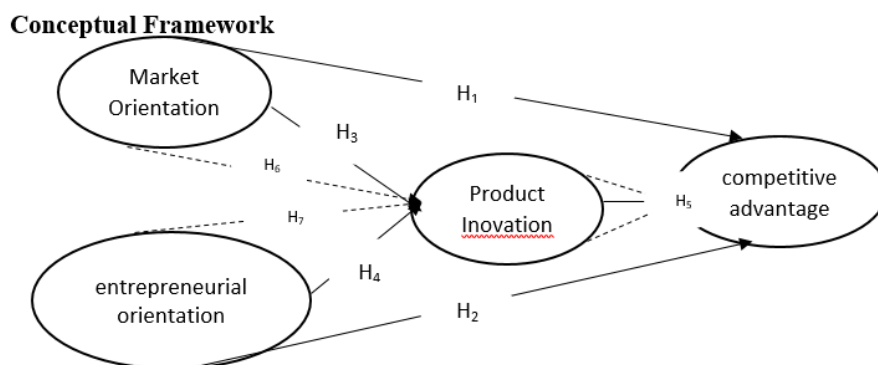 Conceptual Framework
Market
Orientation
H₁
H₃
H₆
Product
Inovation
competitive
advantage
H₅
H₇
H₄
entrepreneurial
orientation
H₂